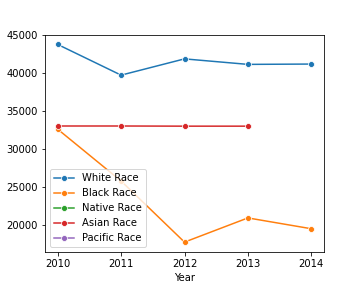 45000
40000
35000
30000
25000
20000
White Race
Black Race
Native Race
Asian Race
Pacific Race
2010 2011 2012 2013 2014
Year